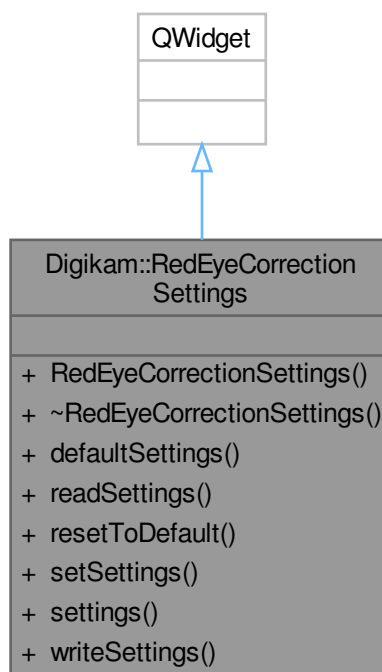 QWidget
Digikam::RedEyeCorrection
Settings
+ RedEyeCorrectionSettings()
+ ~RedEyeCorrectionSettings()
+ defaultSettings()
+ readSettings()
+ resetToDefault()
+ setSettings()
+ settings()
+ writeSettings()